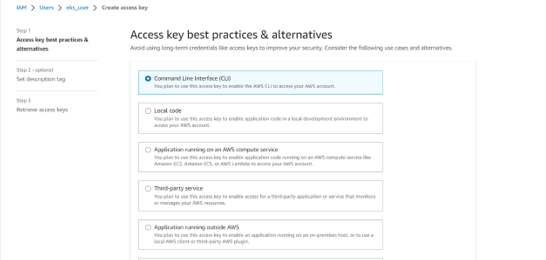 IAM > Users > eks_user > Create access key
Step 1
Access key best practices &
alternatives
Step 2 - optional
Set description tag
Step 3
Retrieve access keys
Access key best practices & alternatives
Avoid using long-term credentials like access keys to improve your security. Consider the following use cases and alternatives.
Command Line Interface (CLI)
You plan to use this access key to enable the AWS CLI to access your AWS account.
Local code
You plan to use this access key to enable application code in a local development environment to
access your AWS account.
Application running on an AWS compute service
You plan to use this access key to enable application code running on an AWS compute service like
Amazon EC2, Amazon ECS, or AWS Lambda to access your AWS account.
Third-party service
You plan to use this access key to enable access for a third-party application or service that monitors
or manages your AWS resources.
Application running outside AWS
You plan to use this access key to enable an application running on an on-premises host, or to use a
local AWS client or third-party AWS plugin.